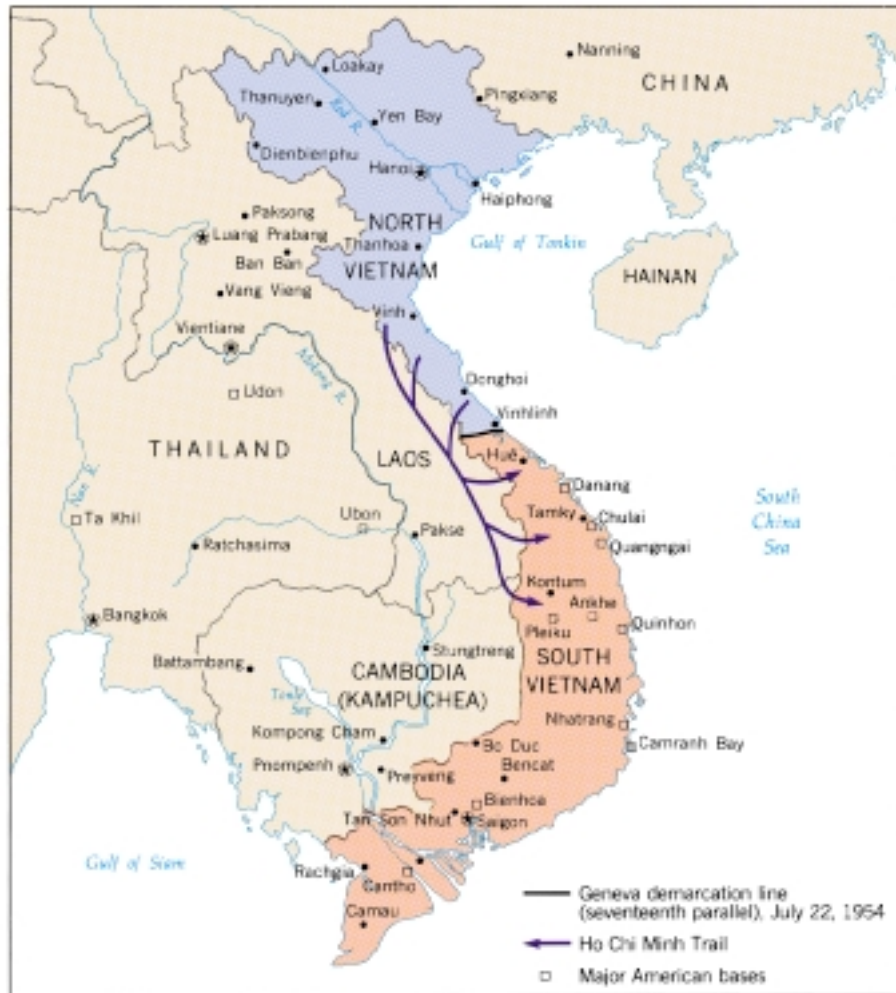 Nanning
CHINA
Loakay
Pingxiang
Thanuyen
Red R.
Yen Bay
Dienbienphu
Hanoi
Haiphong
Paksong
NORTH
Luang Prabang
Gulf of Tonkin
Thanhoa
Ban Ban
VIETNAM
HAINAN
Vang Vieng
Vinh
Vientiane
Mekong R.
Donghoi
Udon
Vinhlinh
THAILAND
LAOS
Huê
Danang
Nan R.
South
China
Sea
Ta Khli
Ubon
Tamky
Chulai
Ratchasima
Pakse
Quangngai
Kontum
Ankhe
Bangkok
Pleiku
Quinhon
Stungtreng
Battambang
CAMBODIA
(KAMPUCHEA)
SOUTH
VIETNAM
Tonle
Sap
Nhatrang
Kompong Cham
Bo Duc
Camranh Bay
Pnompenh
Preyveng
Bencat
Bienhoa
Tan Son Nhut
Saigon
Gulf of Siam
Rachgia
Cantho
Camau
Geneva demarcation line
(seventeenth parallel), July 22, 1954
Ho Chi Minh Trail
Major American bases